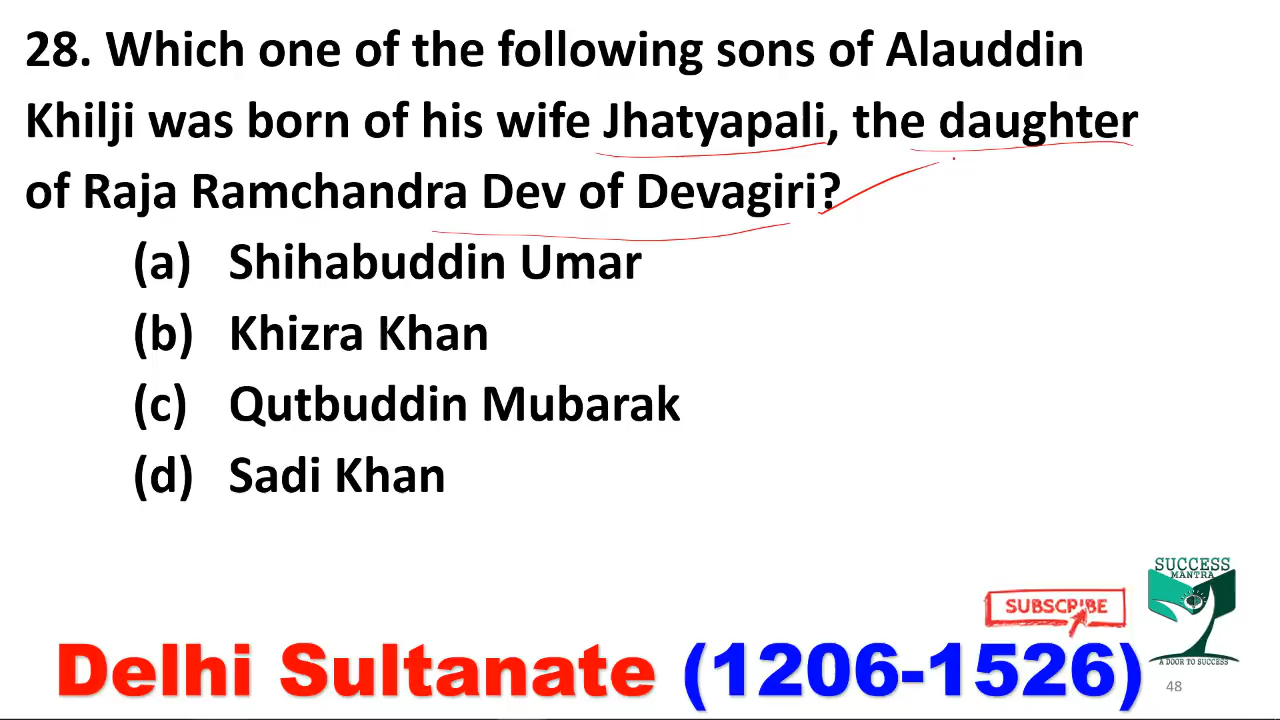 28. Which one of the following sons of Alauddin
Khilji was born of his wife Jhatyapali, the daughter
of Raja Ramchandra Dev of Devagiri?
(a) Shihabuddin Umar
(b) Khizra Khan
(c) Qutbuddin Mubarak
(d) Sadi Khan
SUCCESS
MANTRA
A DOOR TO SUCCESS
SUBSCRIBE
Delhi Sultanate (1206-1526)
48